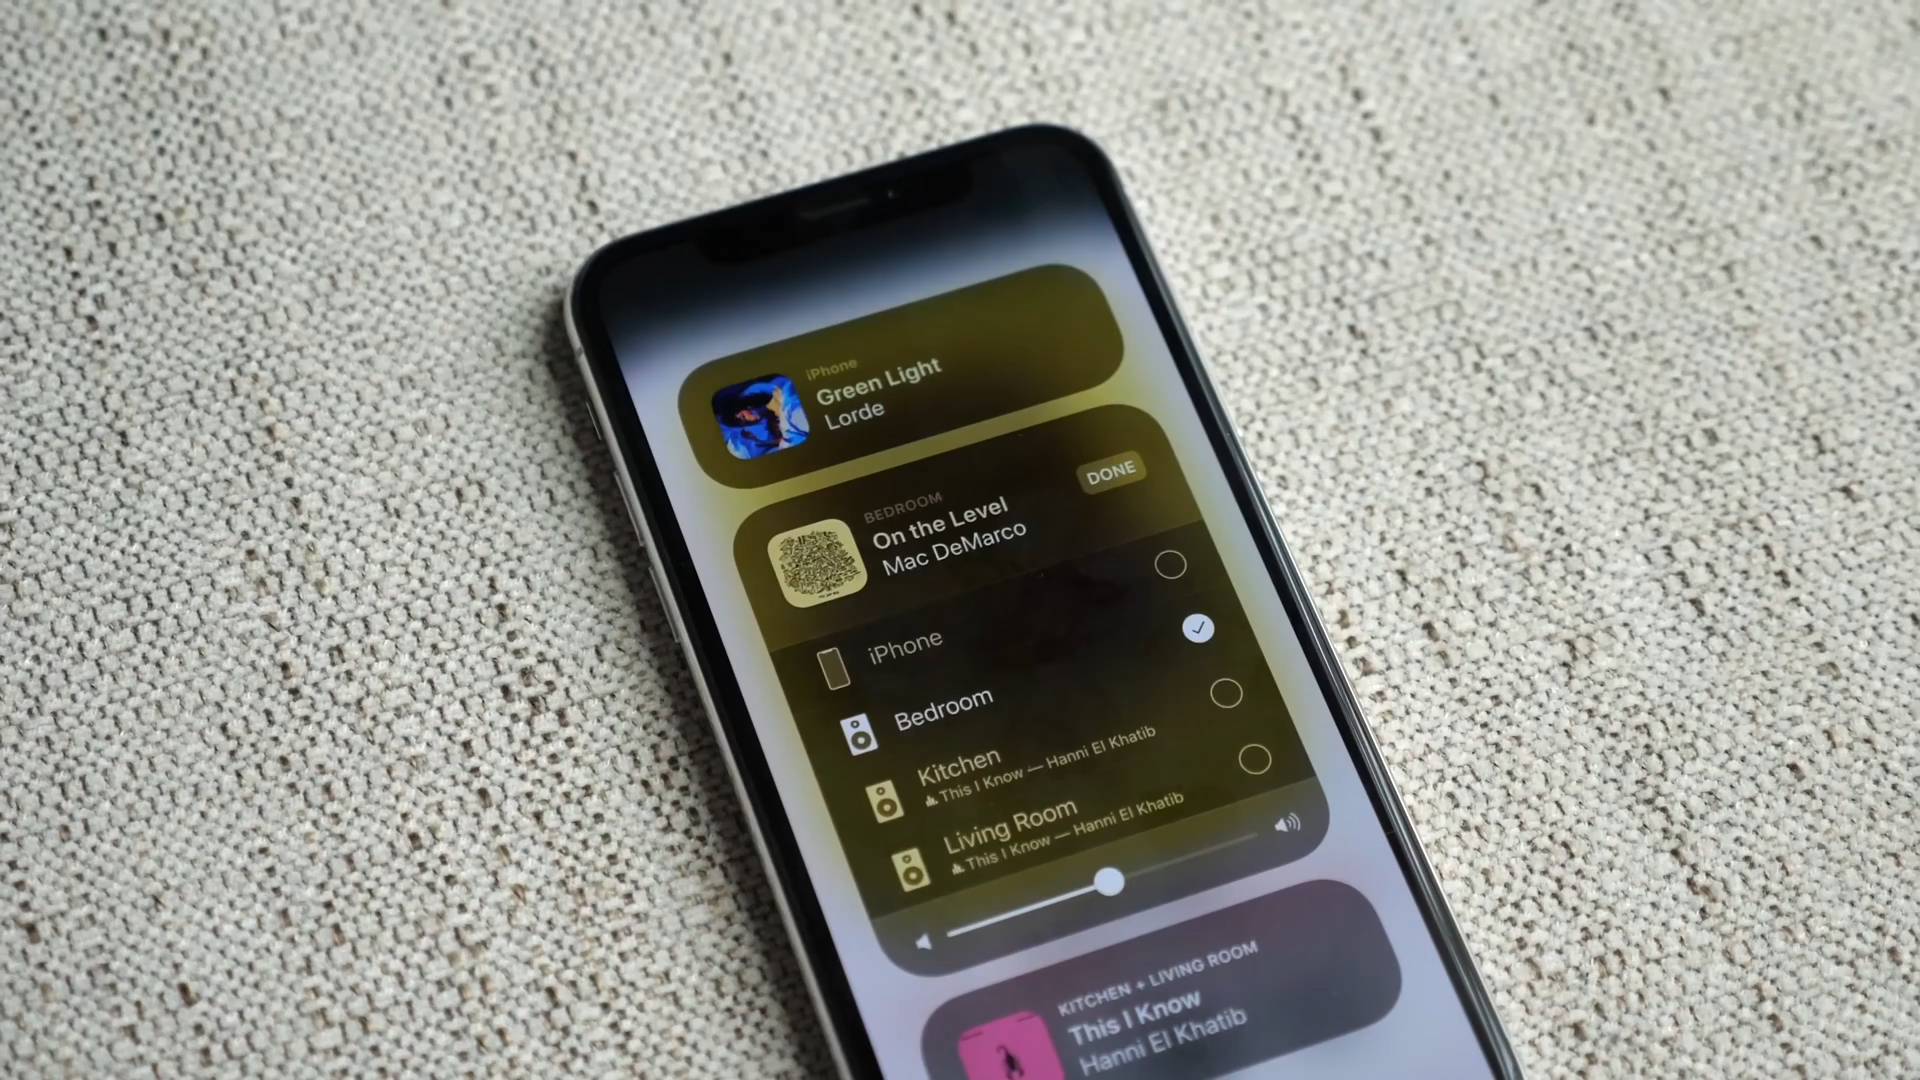 iPhone
Green Light
Lorde
BEDROOM
On the Level
Mac DeMarco
DONE
iPhone
Bedroom
Kitchen
This I Know — Hanni El Khatib
Living Room
This I Know — Hanni El Khatib
KITCHEN + LIVING ROOM
This I Know
Hanni El Khatib